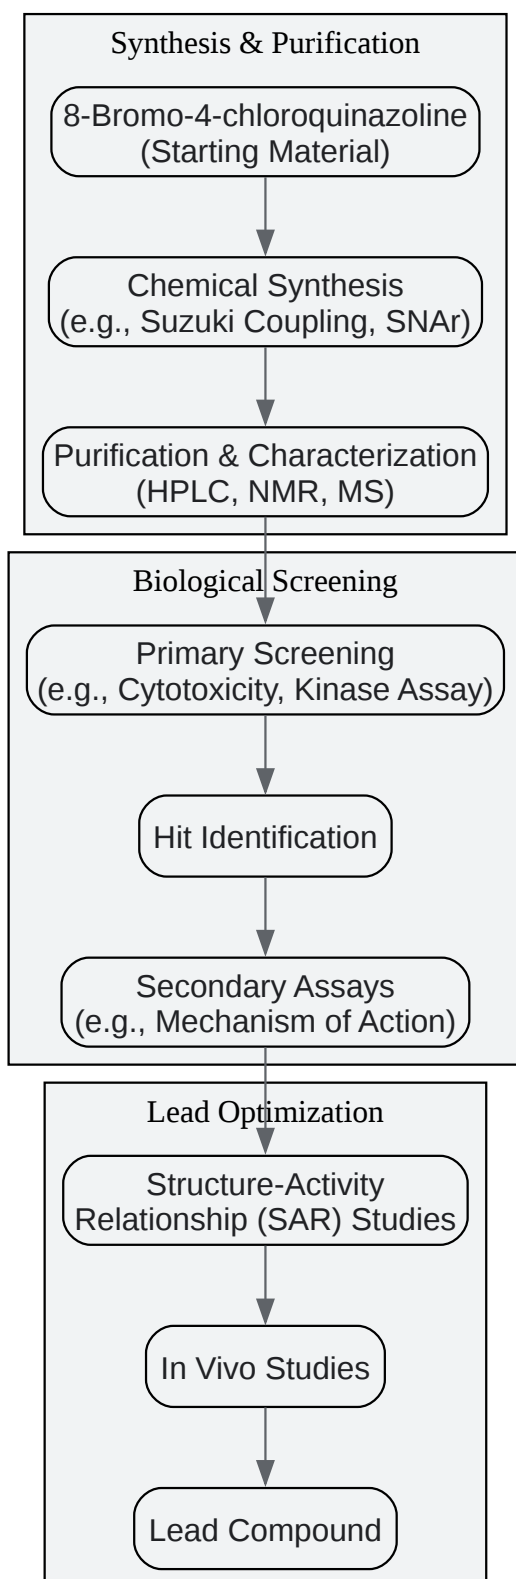 Synthesis & Purification
8-Bromo-4-chloroquinazoline
(Starting Material)
Chemical Synthesis
(e.g., Suzuki Coupling, SNAr)
Purification & Characterization
(HPLC, NMR, MS)
Biological Screening
Primary Screening
(e.g., Cytotoxicity, Kinase Assay)
Hit Identification
Secondary Assays
(e.g., Mechanism of Action)
Lead Optimization
Structure-Activity
Relationship (SAR) Studies
In Vivo Studies
Lead Compound